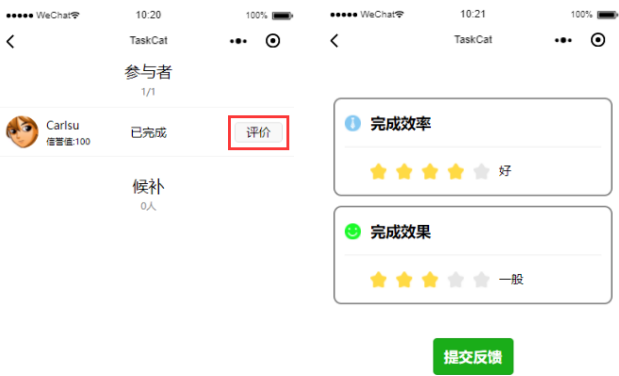 WeChat
10:20
100%
TaskCat
参与者
1/1
Carlsu
信誉值:100
已完成
评价
候补
0人
WeChat
10:21
100%
TaskCat
完成效率
好
完成效果
一般
提交反馈